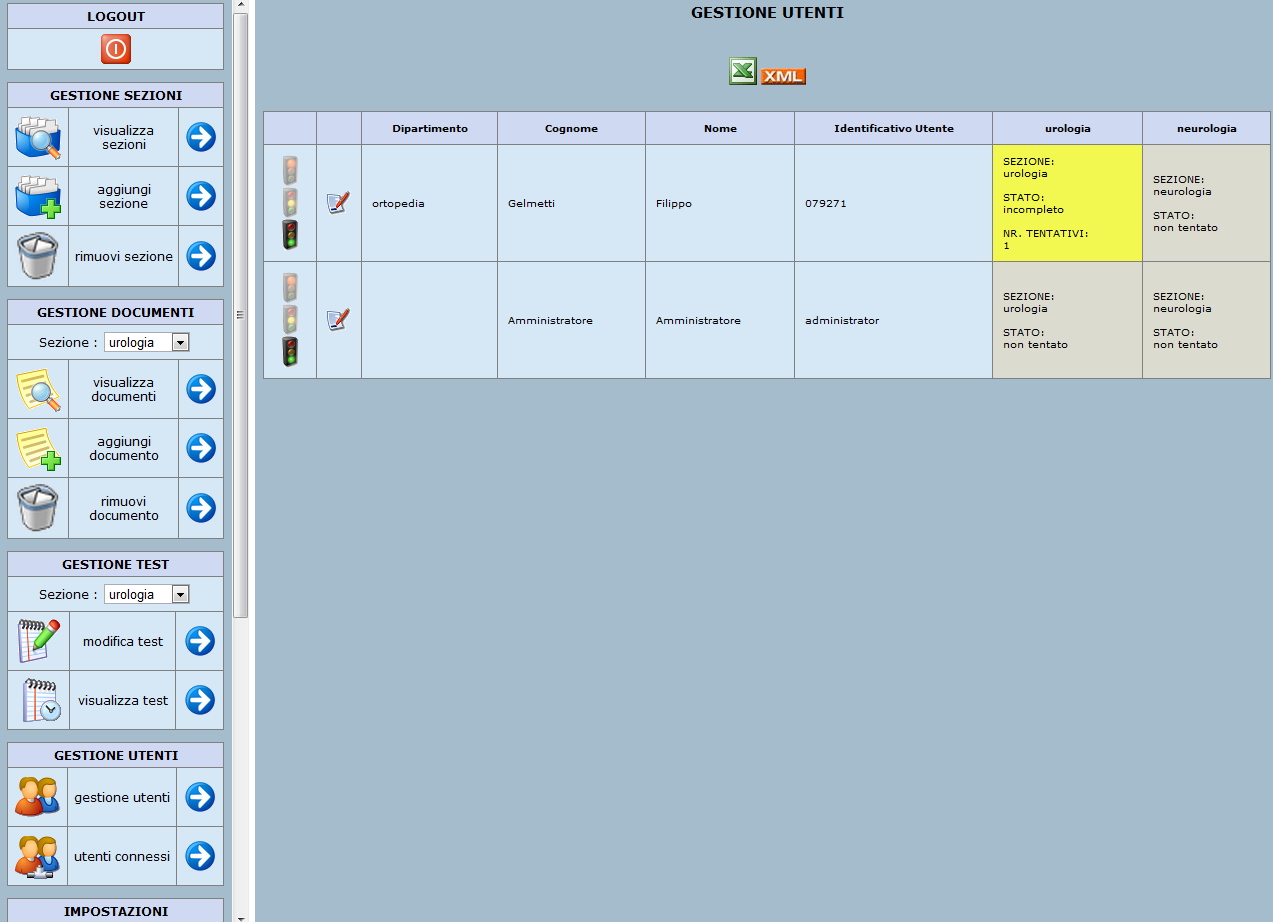 LOGOUT
GESTIONE SEZIONI
visualizza
sezioni
aggiungi
sezione
rimuovi sezione
GESTIONE DOCUMENTI
Sezione : urologia
visualizza
documenti
aggiungi
documento
rimuovi
documento
GESTIONE TEST
Sezione : urologia
modifica test
visualizza test
GESTIONE UTENTI
gestione utenti
utenti connessi
IMPOSTAZIONI
GESTIONE UTENTI
XML
Dipartimento Cognome Nome Identificativo Utente urologia neurologia
ortopedia Gelmetti Filippo 079271
SEZIONE:
urologia
STATO:
incompleto
NR. TENTATIVI:
1
SEZIONE:
neurologia
STATO:
non tentato
Amministratore Amministratore administrator
SEZIONE:
urologia
STATO:
non tentato
SEZIONE:
neurologia
STATO:
non tentato